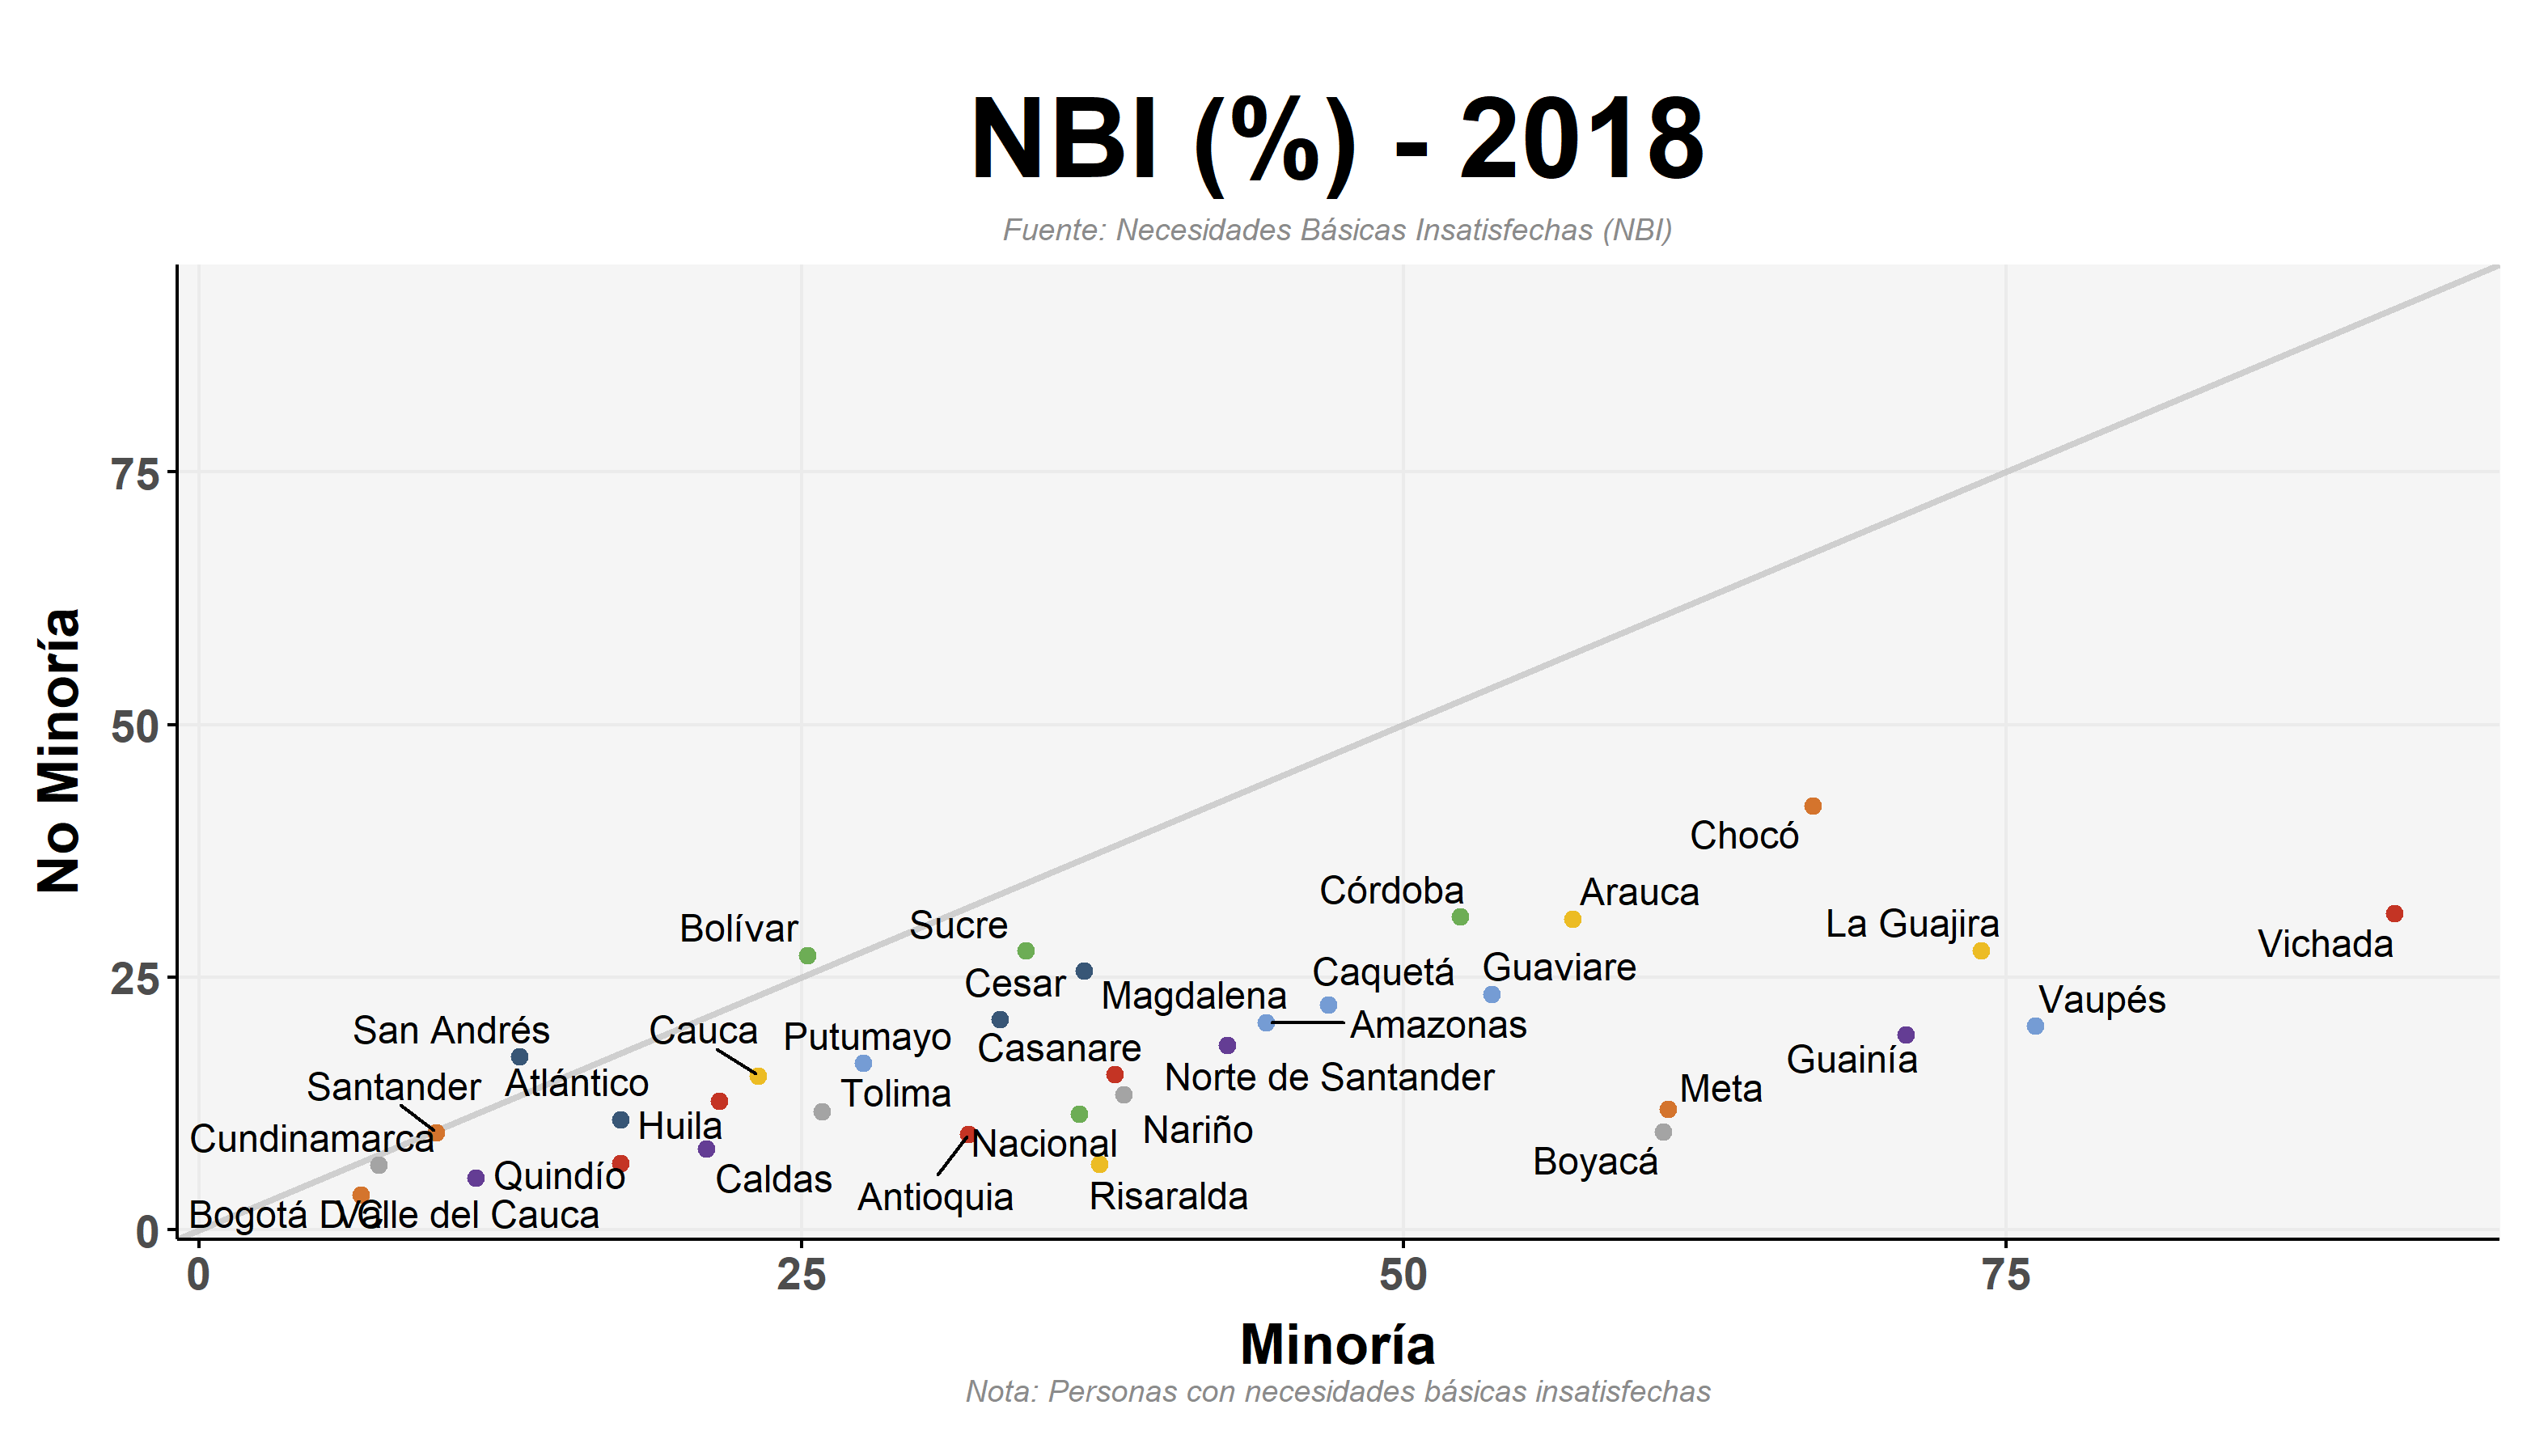 NBI (%) - 2018
Fuente: Necesidades Básicas Insatisfechas (NBI)
No Minoría
75
50
25
0
Chocó
Córdoba
Arauca
La Guajira
Vichada
Bolívar
Sucre
Cesar
Magdalena
Caquetá
Guaviare
Vaupés
San Andrés
Cauca
Putumayo
Casanare
Amazonas
Guainía
Santander
Atlántico
Tolima
Norte de Santander
Meta
Cundinamarca
Huila
Nacional
Nariño
Boyacá
Quindío
Caldas
Antioquia
Risaralda
Bogotá D.C.
Valle del Cauca
0
25
50
75
Minoría
Nota: Personas con necesidades básicas insatisfechas